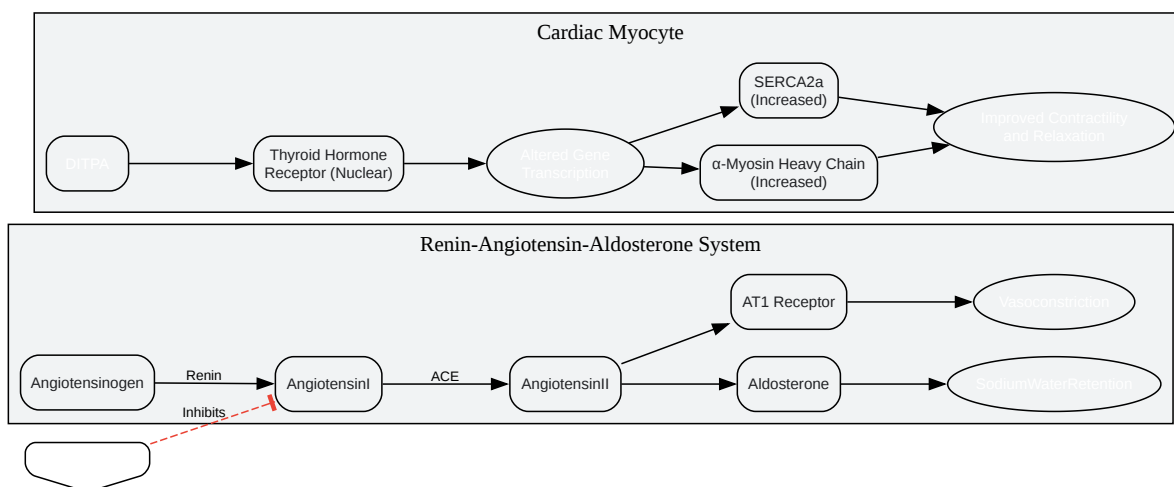 Cardiac Myocyte
DITPA
Thyroid Hormone
Receptor (Nuclear)
Altered Gene
Transcription
SERCA2a
(Increased)
α-Myosin Heavy Chain
(Increased)
Improved Contractility
and Relaxation
Renin-Angiotensin-Aldosterone System
Angiotensinogen
Renin
Inhibits
AngiotensinI
ACE
AngiotensinII
AT1 Receptor
Vasoconstriction
Aldosterone
SodiumWaterRetention